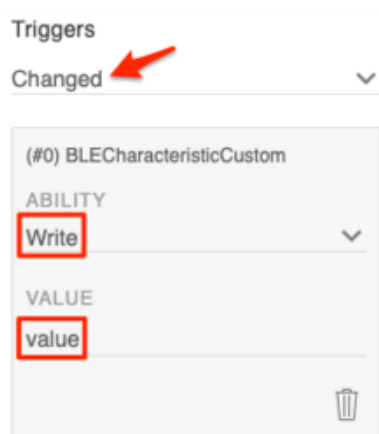 Triggers
Changed
(#0) BLECharacteristicCustom
ABILITY
Write
VALUE
value